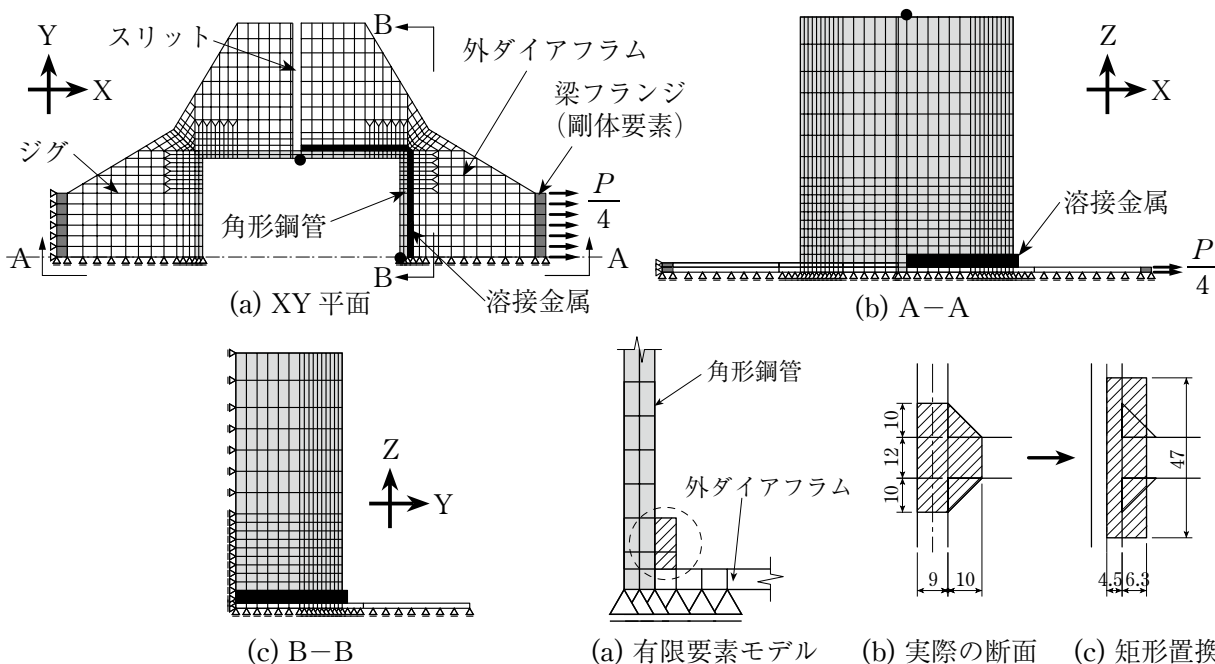 スリット
B
Y
X
外ダイアフラム
梁フランジ
(剛体要素)
ジグ
P
4
角形鋼管
A
B
A
溶接金属
(a) XY 平面
Z
X
溶接金属
P
4
(b) A−A
Z
Y
(c) B−B
角形鋼管
外ダイアフラム
(a) 有限要素モデル
10
12
10
9
10
(b) 実際の断面
47
4.5
6.3
(c) 矩形置換